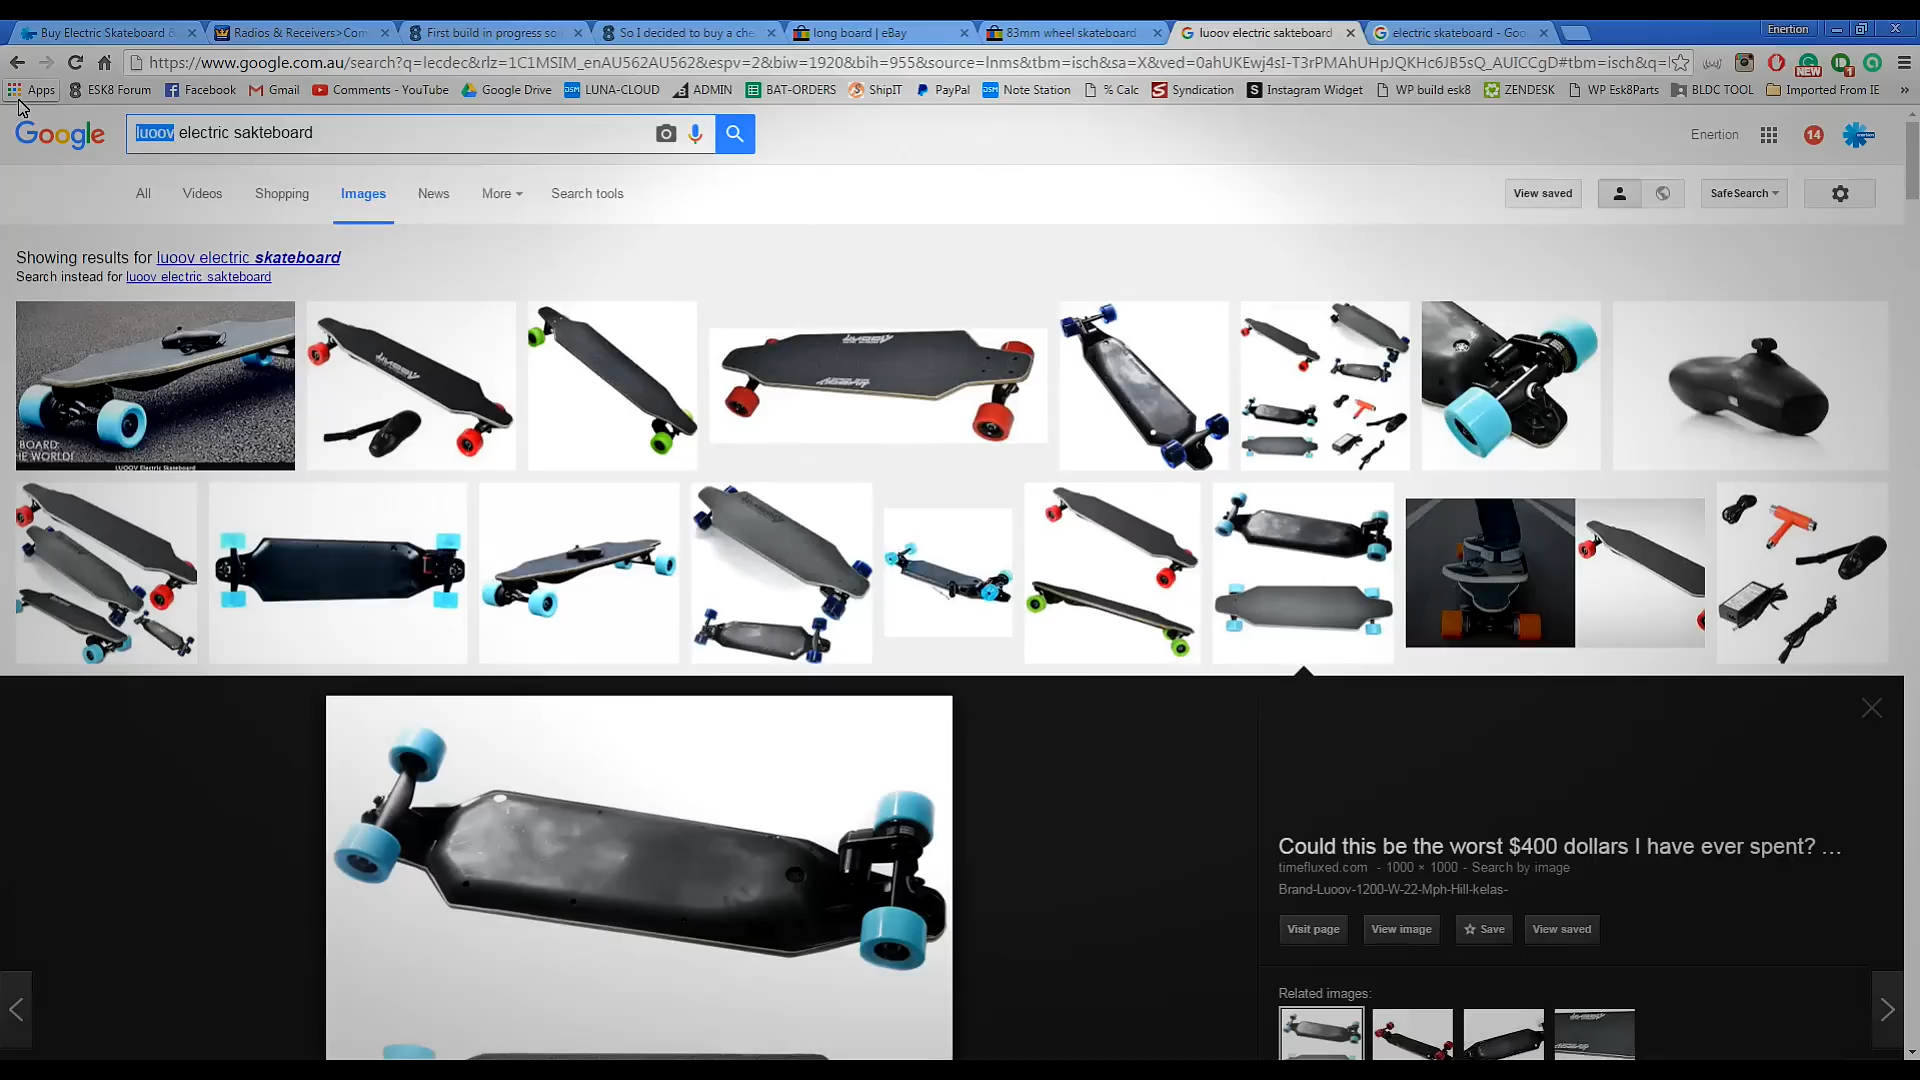 Buy Electric Skateboard &
Radios & Receivers>Com
First build in progress so
So I decided to buy a che
long board | eBay
83mm wheel skateboard
luoov electric sakteboard
electric skateboard - Goo
Enertion
https://www.google.com.au/search?q=lecdec&rlz=1C1MSIM_enAU562AU562&espv=2&biw=1920&bih=955&source=lnms&tbm=isch&sa=X&ved=0ahUKEwj4sI-T3rPMAhUHpJQKHc6JB5sQ_AUICCgD#tbm=isch&q=l
Apps
ESK8 Forum
Facebook
Gmail
Comments - YouTube
Google Drive
LUNA-CLOUD
ADMIN
BAT-ORDERS
ShipIT
PayPal
Note Station
% Calc
Syndication
Instagram Widget
WP build esk8
ZENDESK
WP Esk8Parts
BLDC TOOL
Imported From IE
Google
luoov electric sakteboard
Enertion
14
All
Videos
Shopping
Images
News
More
Search tools
View saved
SafeSearch
Showing results for luoov electric skateboard
Search instead for luoov electric sakteboard
BOARD:
HE WORLD!
LUOOV Electric Skateboard
Could this be the worst $400 dollars I have ever spent? ...
timefluxed.com - 1000 × 1000 - Search by image
Brand-Luoov-1200-W-22-Mph-Hill-kelas-
Visit page
View image
Save
View saved
Related images: